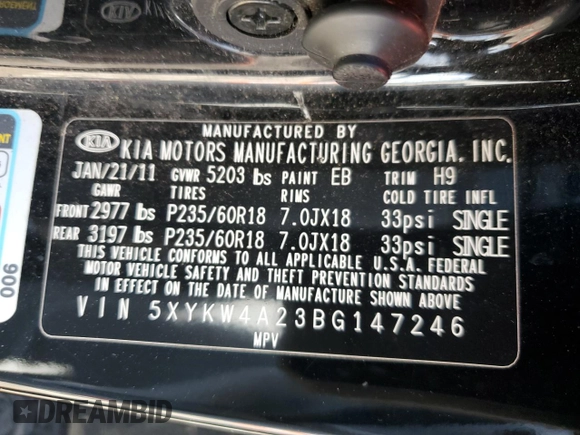 MANUFACTURED BY
KIA KIA MOTORS MANUFACTURING GEORGIA, INC.
JAN/21/11 GVWR 5203 lbs PAINT EB TRIM H9
GAWR TIRES RIMS COLD TIRE INFL
FRONT 2977 lbs P235/60R18 7.0JX18 33psi SINGLE
REAR 3197 lbs P235/60R18 7.0JX18 33psi SINGLE
THIS VEHICLE CONFORMS TO ALL APPLICABLE U.S.A. FEDERAL
MOTOR VEHICLE SAFETY AND THEFT PREVENTION STANDARDS
IN EFFECT ON THE DATE OF MANUFACTURE SHOWN ABOVE.
VIN 5XYKW4A23BG147246
MPV
006
DREAMBID